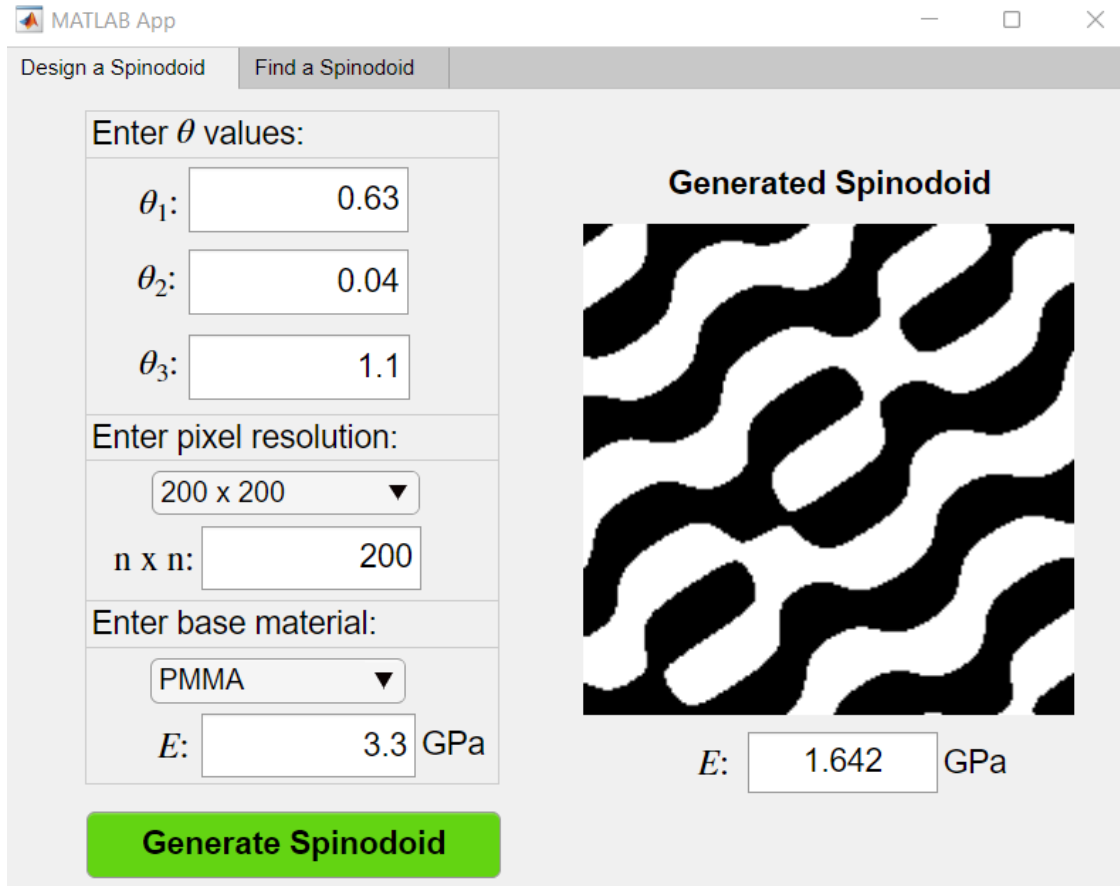 MATLAB App
Design a Spinodoid
Find a Spinodoid
Enter θ values:
θ₁: 0.63
θ₂: 0.04
θ₃: 1.1
Enter pixel resolution:
200 x 200
n x n: 200
Enter base material:
PMMA
E: 3.3 GPa
Generate Spinodoid
Generated Spinodoid
E: 1.642 GPa